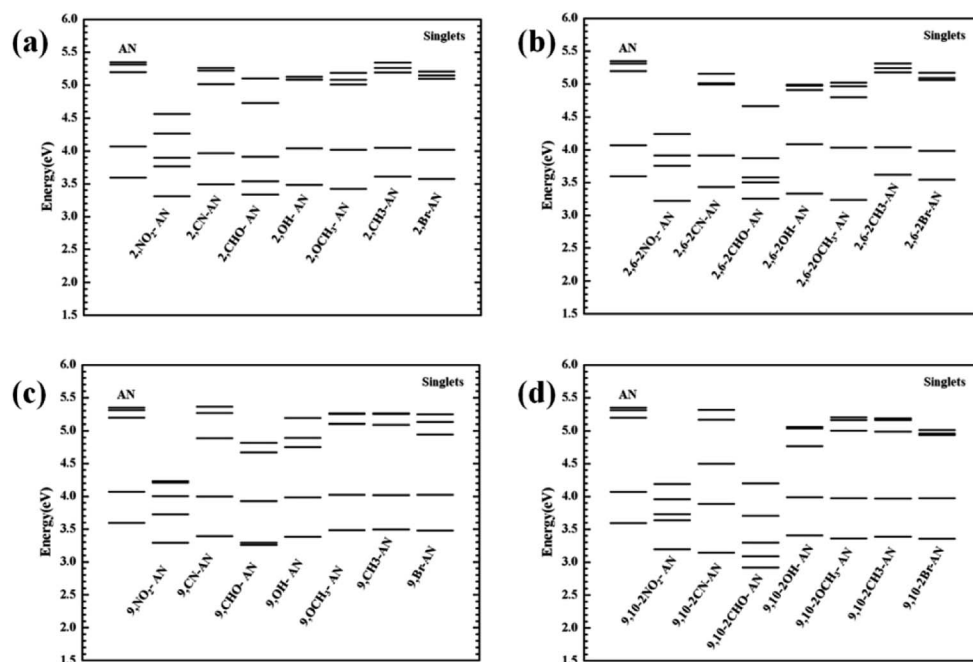 (a)
AN
Singlets
Energy(eV)
6.0
5.5
5.0
4.5
4.0
3.5
3.0
2.5
2.0
1.5
2,NO₂- AN
2,CN-AN
2,CHO- AN
2,OH- AN
2,OCH₃- AN
2,CH3-AN
2,Br-AN
(b)
AN
Singlets
Energy(eV)
6.0
5.5
5.0
4.5
4.0
3.5
3.0
2.5
2.0
1.5
2,6-2NO₂- AN
2,6-2CN-AN
2,6-2CHO- AN
2,6-2OH- AN
2,6-2OCH₃- AN
2,6-2CH3-AN
2,6-2Br-AN
(c)
AN
Singlets
Energy(eV)
6.0
5.5
5.0
4.5
4.0
3.5
3.0
2.5
2.0
1.5
9,NO₂- AN
9,CN-AN
9,CHO- AN
9,OH- AN
9,OCH₃- AN
9,CH3-AN
9,Br-AN
(d)
AN
Singlets
Energy(eV)
6.0
5.5
5.0
4.5
4.0
3.5
3.0
2.5
2.0
1.5
9,10-2NO₂- AN
9,10-2CN-AN
9,10-2CHO- AN
9,10-2OH- AN
9,10-2OCH₃- AN
9,10-2CH3-AN
9,10-2Br-AN